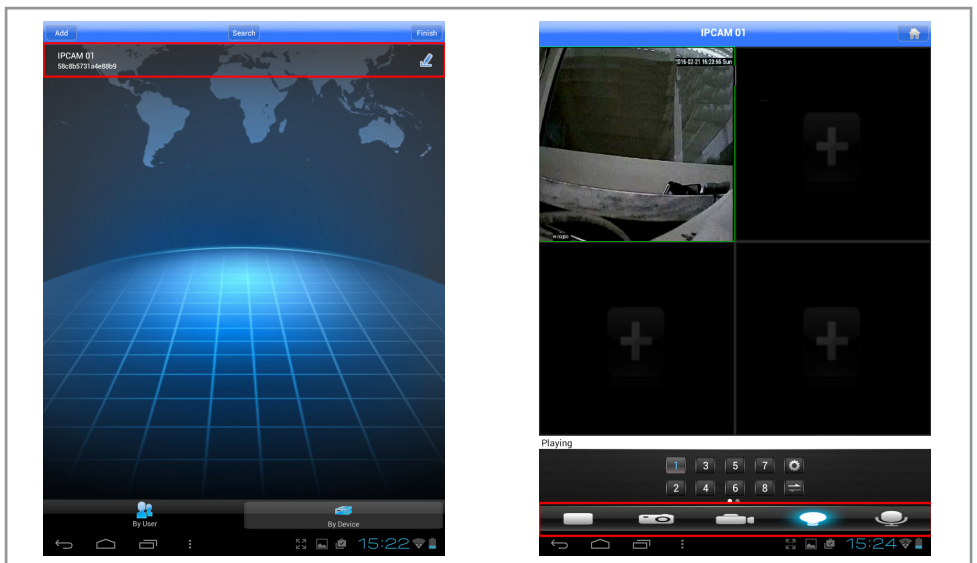 Add
Search
Finish
IPCAM 01
58c8b5731a4e88b9
By User
By Device
15:22
IPCAM 01
2016-02-21 16:23:56 Sun
Playing
1 3 5 7
2 4 6 8
15:24